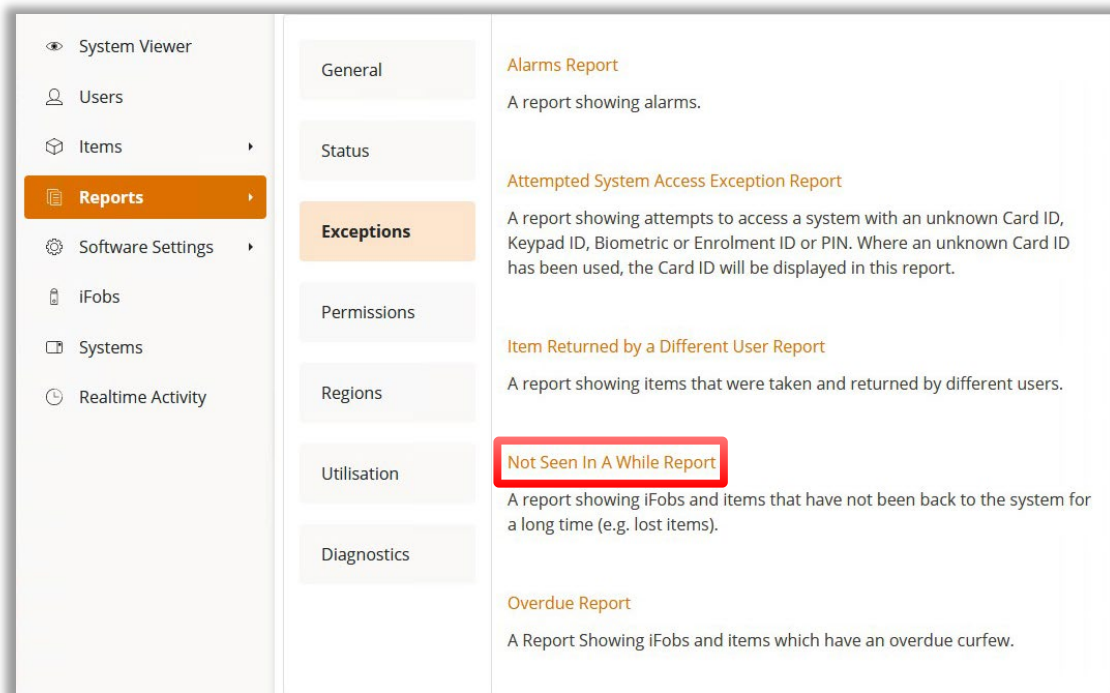 System Viewer
Users
Items
Reports
Software Settings
iFobs
Systems
Realtime Activity
General
Status
Exceptions
Permissions
Regions
Utilisation
Diagnostics
Alarms Report
A report showing alarms.
Attempted System Access Exception Report
A report showing attempts to access a system with an unknown Card ID,
Keypad ID, Biometric or Enrolment ID or PIN. Where an unknown Card ID
has been used, the Card ID will be displayed in this report.
Item Returned by a Different User Report
A report showing items that were taken and returned by different users.
Not Seen In A While Report
A report showing iFobs and items that have not been back to the system for
a long time (e.g. lost items).
Overdue Report
A Report Showing iFobs and items which have an overdue curfew.